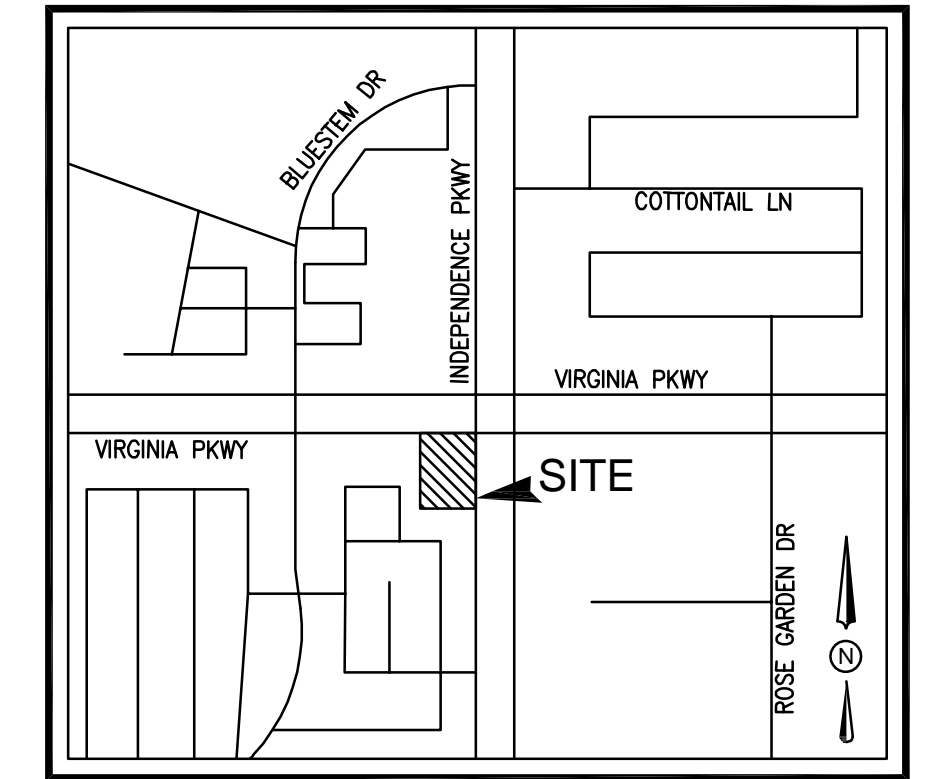 BLUESTEM DR
INDEPENDENCE PKWY
COTTONTAIL LN
VIRGINIA PKWY
VIRGINIA PKWY
SITE
ROSE GARDEN DR
N